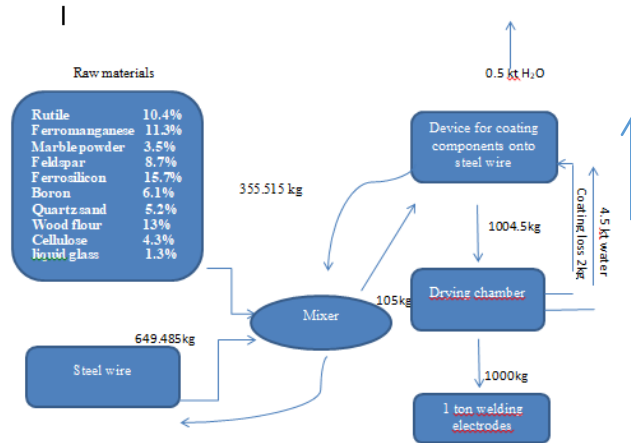 Raw materials
Rutile 10.4%
Ferromanganese 11.3%
Marble powder 3.5%
Feldspar 8.7%
Ferrosilicon 15.7%
Boron 6.1%
Quartz sand 5.2%
Wood flour 13%
Cellulose 4.3%
liquid glass 1.3%
355.515 kg
649.485kg
Steel wire
Mixer
105kg
0.5 kt H₂O
Device for coating
components onto
steel wire
1004.5kg
Coating loss 2kg
4.5 kt water
Drying chamber
1000kg
1 ton welding
electrodes